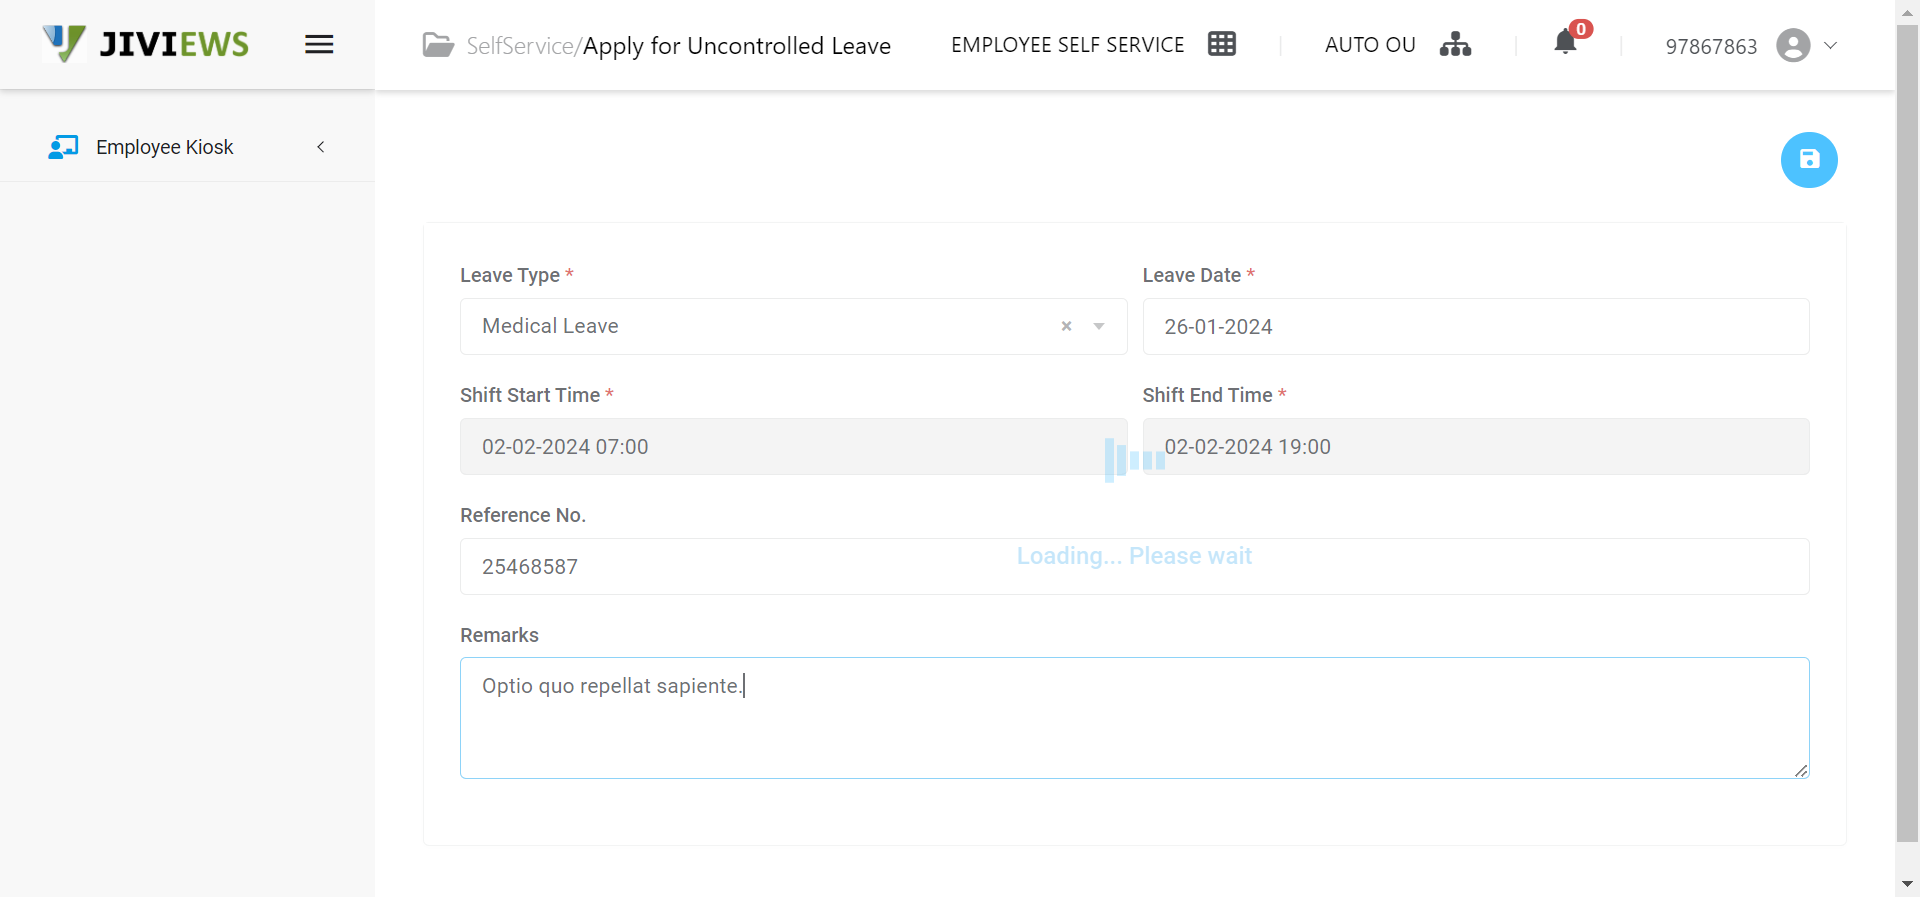 JIVIEWS
SelfService/Apply for Uncontrolled Leave
EMPLOYEE SELF SERVICE
AUTO OU
0
97867863
Employee Kiosk
Leave Type *
Leave Date *
Medical Leave
×
26-01-2024
Shift Start Time *
Shift End Time *
02-02-2024 07:00
02-02-2024 19:00
Reference No.
25468587
Loading... Please wait
Remarks
Optio quo repellat sapiente.